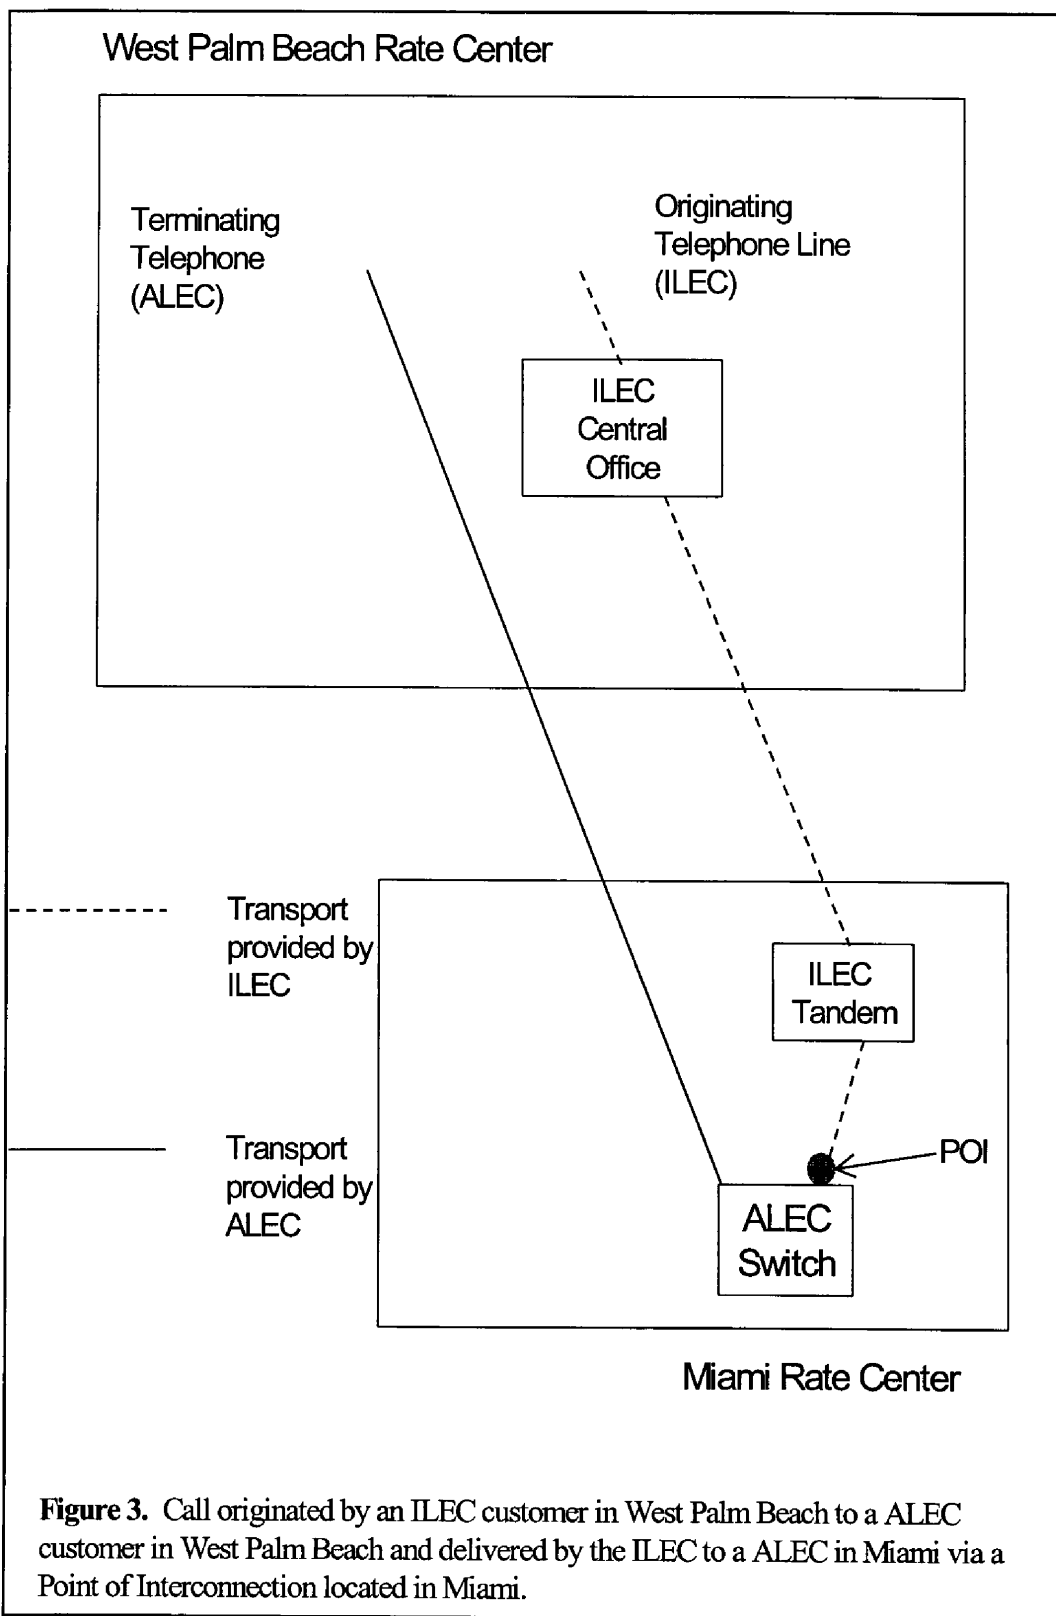 West Palm Beach Rate Center
Terminating
Telephone
(ALEC)
Originating
Telephone Line
(ILEC)
ILEC
Central
Office
Transport
provided by
ILEC
ILEC
Tandem
Transport
provided by
ALEC
POI
ALEC
Switch
Miami Rate Center
Figure 3. Call originated by an ILEC customer in West Palm Beach to a ALEC
customer in West Palm Beach and delivered by the ILEC to a ALEC in Miami via a
Point of Interconnection located in Miami.